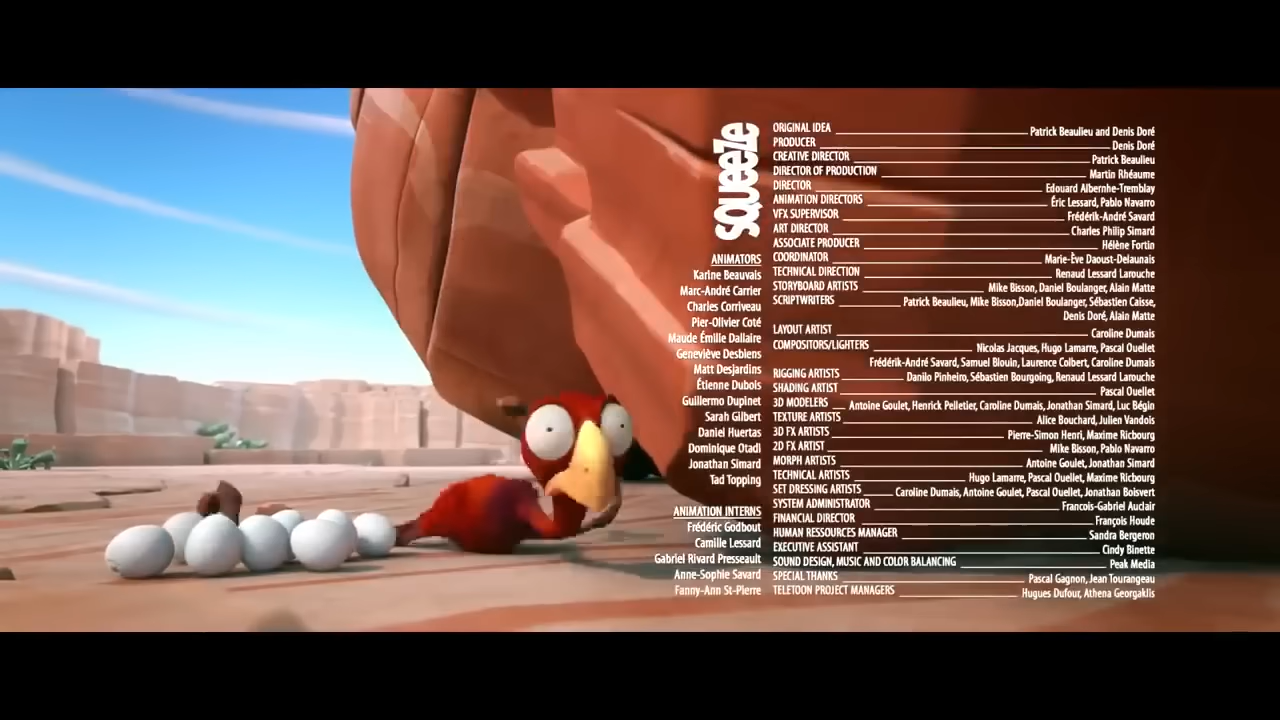 squeeze
ORIGINAL IDEA Patrick Beaulieu and Denis Doré
PRODUCER Denis Doré
CREATIVE DIRECTOR Patrick Beaulieu
DIRECTOR OF PRODUCTION Martin Rhéaume
DIRECTOR Edouard Albernhe-Tremblay
ANIMATION DIRECTORS Éric Lessard, Pablo Navarro
VFX SUPERVISOR Frédérik-André Savard
ART DIRECTOR Charles Philip Simard
ASSOCIATE PRODUCER Hélène Fortin
COORDINATOR Marie-Ève Daoust-Delaunais
TECHNICAL DIRECTION Renaud Lessard Larouche
STORYBOARD ARTISTS Mike Bisson, Daniel Boulanger, Alain Matte
SCRIPTWRITERS Patrick Beaulieu, Mike Bisson,Daniel Boulanger, Sébastien Caisse,
Denis Doré, Alain Matte
LAYOUT ARTIST Caroline Dumais
COMPOSITORS/LIGHTERS Nicolas Jacques, Hugo Lamarre, Pascal Ouellet
Frédérik-André Savard, Samuel Blouin, Laurence Colbert, Caroline Dumais
RIGGING ARTISTS Danilo Pinheiro, Sébastien Bourgoing, Renaud Lessard Larouche
SHADING ARTIST Pascal Ouellet
3D MODELERS Antoine Goulet, Henrick Pelletier, Caroline Dumais, Jonathan Simard, Luc Bégin
TEXTURE ARTISTS Alice Bouchard, Julien Vandois
3D FX ARTISTS Pierre-Simon Henri, Maxime Ricbourg
2D FX ARTIST Mike Bisson, Pablo Navarro
MORPH ARTISTS Antoine Goulet, Jonathan Simard
TECHNICAL ARTISTS Hugo Lamarre, Pascal Ouellet, Maxime Ricbourg
SET DRESSING ARTISTS Caroline Dumais, Antoine Goulet, Pascal Ouellet, Jonathan Boisvert
SYSTEM ADMINISTRATOR Francois-Gabriel Auclair
FINANCIAL DIRECTOR François Houde
HUMAN RESSOURCES MANAGER Sandra Bergeron
EXECUTIVE ASSISTANT Cindy Binette
SOUND DESIGN, MUSIC AND COLOR BALANCING Peak Media
SPECIAL THANKS Pascal Gagnon, Jean Tourangeau
TELETOON PROJECT MANAGERS Hugues Dufour, Athena Georgaklis
ANIMATORS
Karine Beauvais
Marc-André Carrier
Charles Corriveau
Pier-Olivier Coté
Maude Émilie Dallaire
Geneviève Desbiens
Matt Desjardins
Étienne Dubois
Guillermo Dupinet
Sarah Gilbert
Daniel Huertas
Dominique Otadi
Jonathan Simard
Tad Topping
ANIMATION INTERNS
Frédéric Godbout
Camille Lessard
Gabriel Rivard Presseault
Anne-Sophie Savard
Fanny-Ann St-Pierre